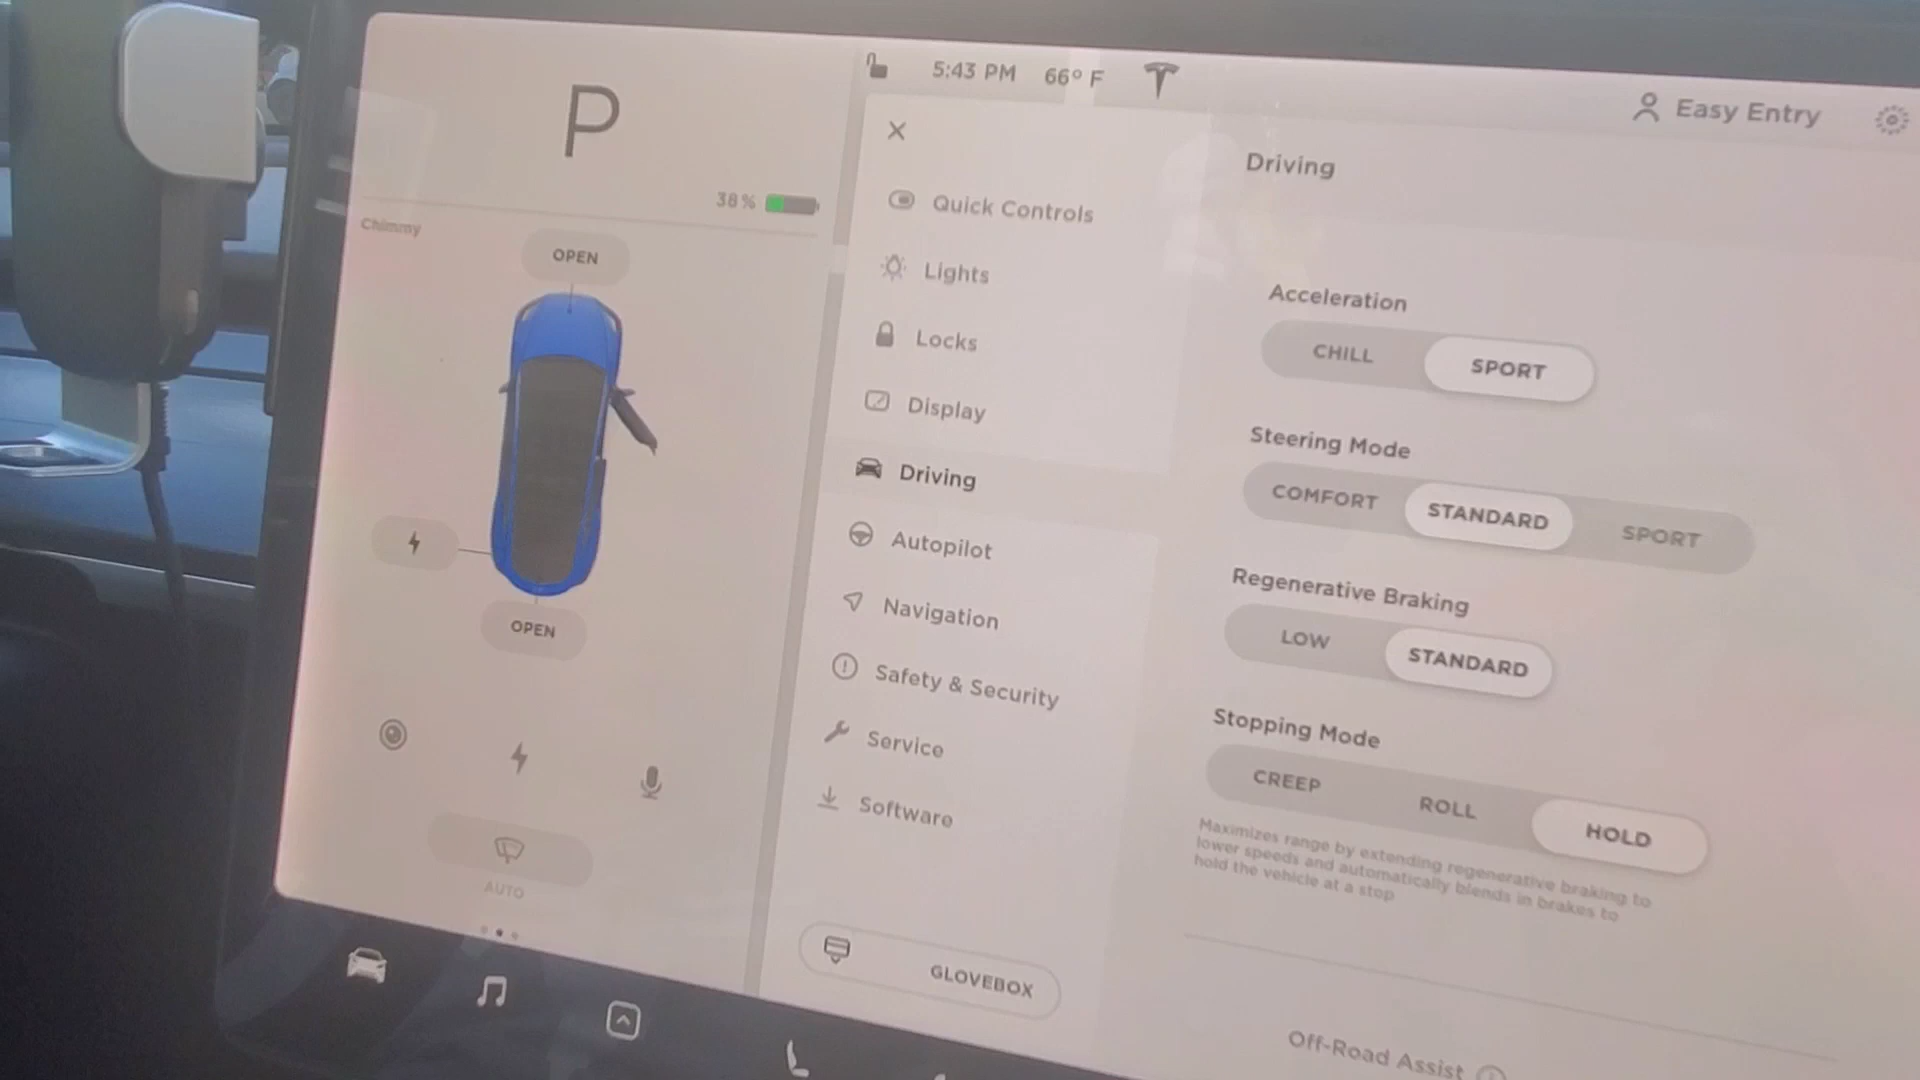 P
38%
Chimmy
OPEN
OPEN
AUTO
5:43 PM 66° F
Easy Entry
Quick Controls
Lights
Locks
Display
Driving
Autopilot
Navigation
Safety & Security
Service
Software
GLOVEBOX
Driving
Acceleration
CHILL SPORT
Steering Mode
COMFORT STANDARD SPORT
Regenerative Braking
LOW STANDARD
Stopping Mode
CREEP ROLL HOLD
Maximizes range by extending regenerative braking to
lower speeds and automatically blends in brakes to
hold the vehicle at a stop
Off-Road Assist